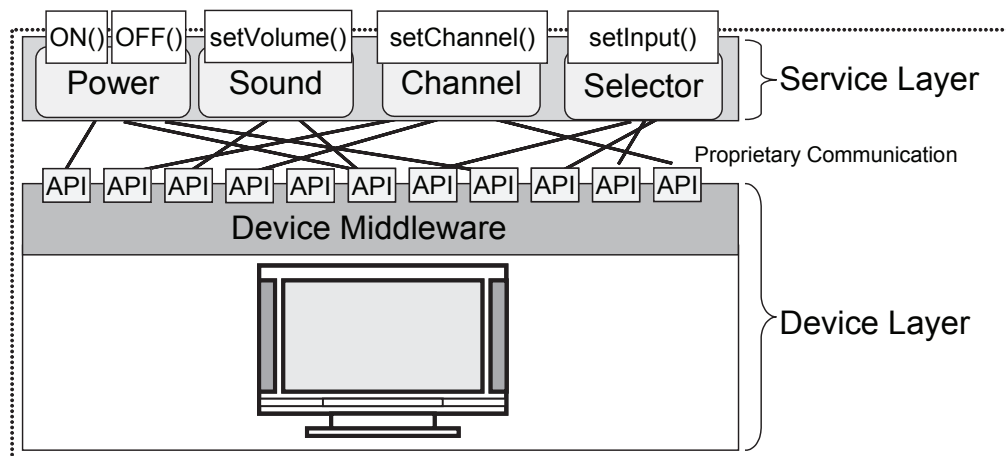 ON() OFF() setVolume() setChannel() setInput()
Power Sound Channel Selector
Service Layer
Proprietary Communication
API API API API API API API API API API API
Device Middleware
Device Layer